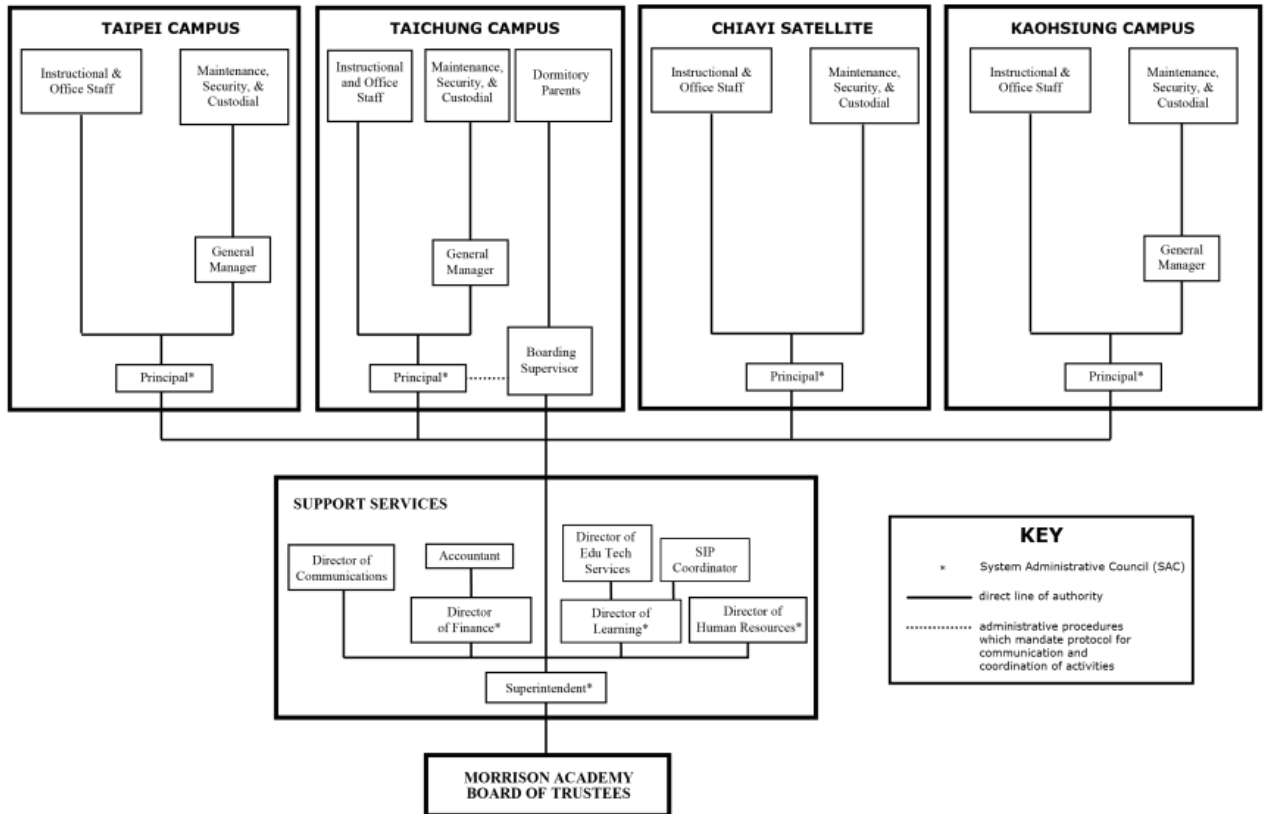 TAIPEI CAMPUS
Instructional &
Office Staff
Maintenance,
Security, &
Custodial
General
Manager
Principal*
TAICHUNG CAMPUS
Instructional
and Office
Staff
Maintenance,
Security, &
Custodial
Dormitory
Parents
General
Manager
Boarding
Supervisor
Principal*
CHIAYI SATELLITE
Instructional &
Office Staff
Maintenance,
Security, &
Custodial
Principal*
KAOHSIUNG CAMPUS
Instructional &
Office Staff
Maintenance,
Security, &
Custodial
General
Manager
Principal*
SUPPORT SERVICES
Director of
Communications
Accountant
Director
of Finance*
Director of
Edu Tech
Services
SIP
Coordinator
Director of
Learning*
Director of
Human Resources*
Superintendent*
MORRISON ACADEMY
BOARD OF TRUSTEES
KEY
* System Administrative Council (SAC)
direct line of authority
administrative procedures
which mandate protocol for
communication and
coordination of activities